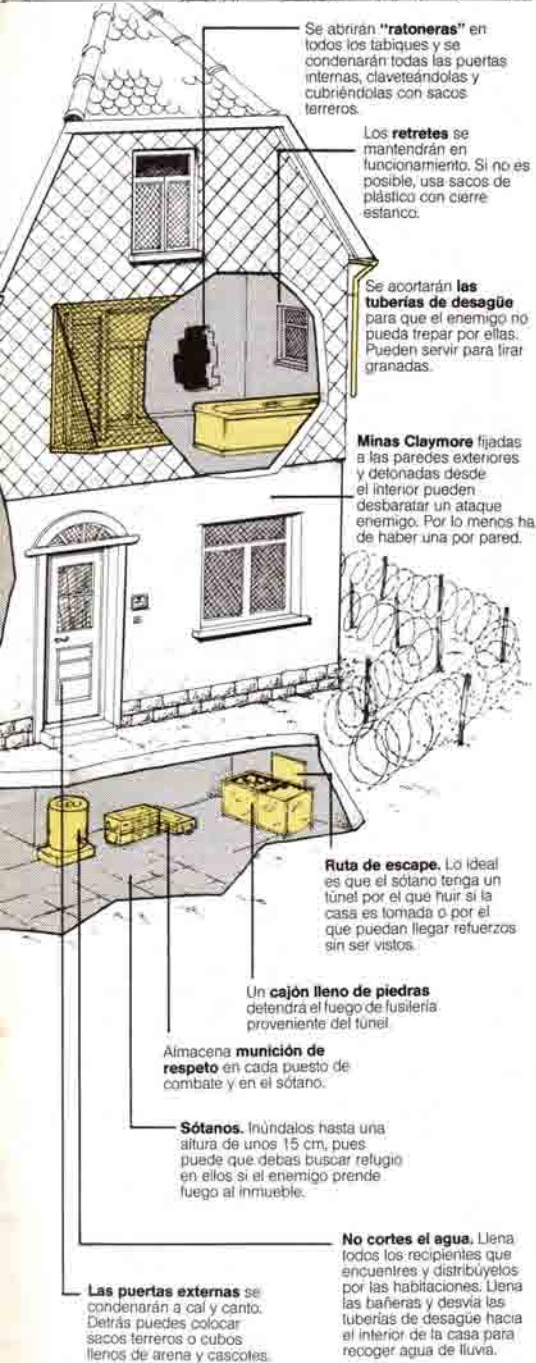 Se abrirán "ratoneras" en
todos los tabiques y se
condenarán todas las puertas
internas, claveteándolas y
cubriéndolas con sacos
terreros.
Los retretes se
mantendrán en
funcionamiento. Si no es
posible, usa sacos de
plástico con cierre
estanco.
Se acortarán las
tuberías de desagüe
para que el enemigo no
pueda trepar por ellas.
Pueden servir para tirar
granadas.
Minas Claymore fijadas
a las paredes exteriores
y detonadas desde
el interior pueden
desbaratar un ataque
enemigo. Por lo menos ha
de haber una por pared.
Ruta de escape. Lo ideal
es que el sótano tenga un
túnel por el que huir si la
casa es tomada o por el
que puedan llegar refuerzos
sin ser vistos.
Un cajón lleno de piedras
detendrá el fuego de fusilería
proveniente del túnel
Almacena munición de
respeto en cada puesto de
combate y en el sótano.
Sótanos. Inúndalos hasta una
altura de unos 15 cm, pues
puede que debas buscar refugio
en ellos si el enemigo prende
fuego al inmueble.
No cortes el agua. Llena
todos los recipientes que
encuentres y distribúyelos
por las habitaciones. Llena
las bañeras y desvía las
tuberías de desagüe hacia
el interior de la casa para
recoger agua de lluvia.
Las puertas externas se
condenarán a cal y canto.
Detrás puedes colocar
sacos terreros o cubos
llenos de arena y cascotes.